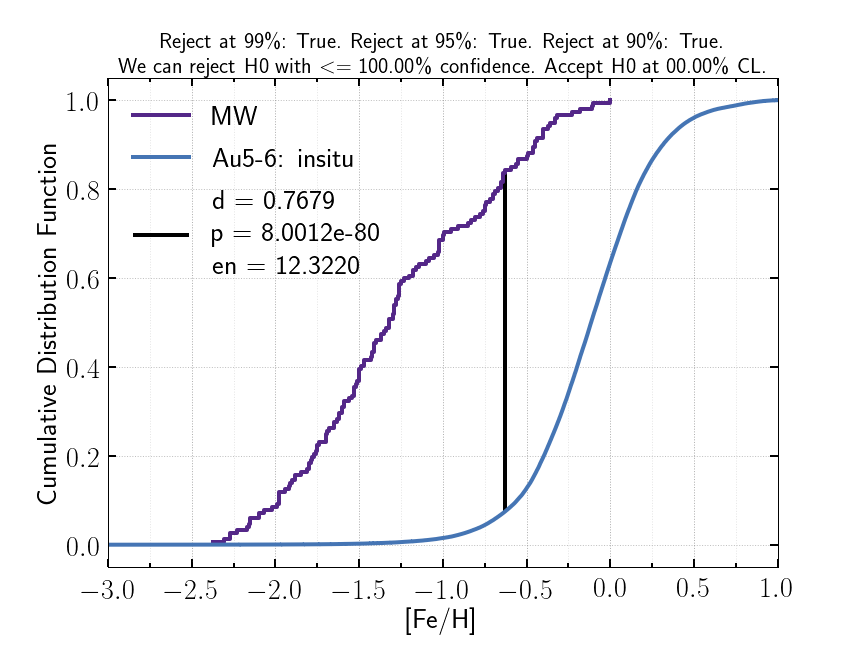 Reject at 99%: True. Reject at 95%: True. Reject at 90%: True.
We can reject H0 with <= 100.00% confidence. Accept H0 at 00.00% CL.
Cumulative Distribution Function
1.0
0.8
0.6
0.4
0.2
0.0
MW
Au5-6: insitu
d = 0.7679
p = 8.0012e-80
en = 12.3220
−3.0 −2.5 −2.0 −1.5 −1.0 −0.5 0.0 0.5 1.0
[Fe/H]